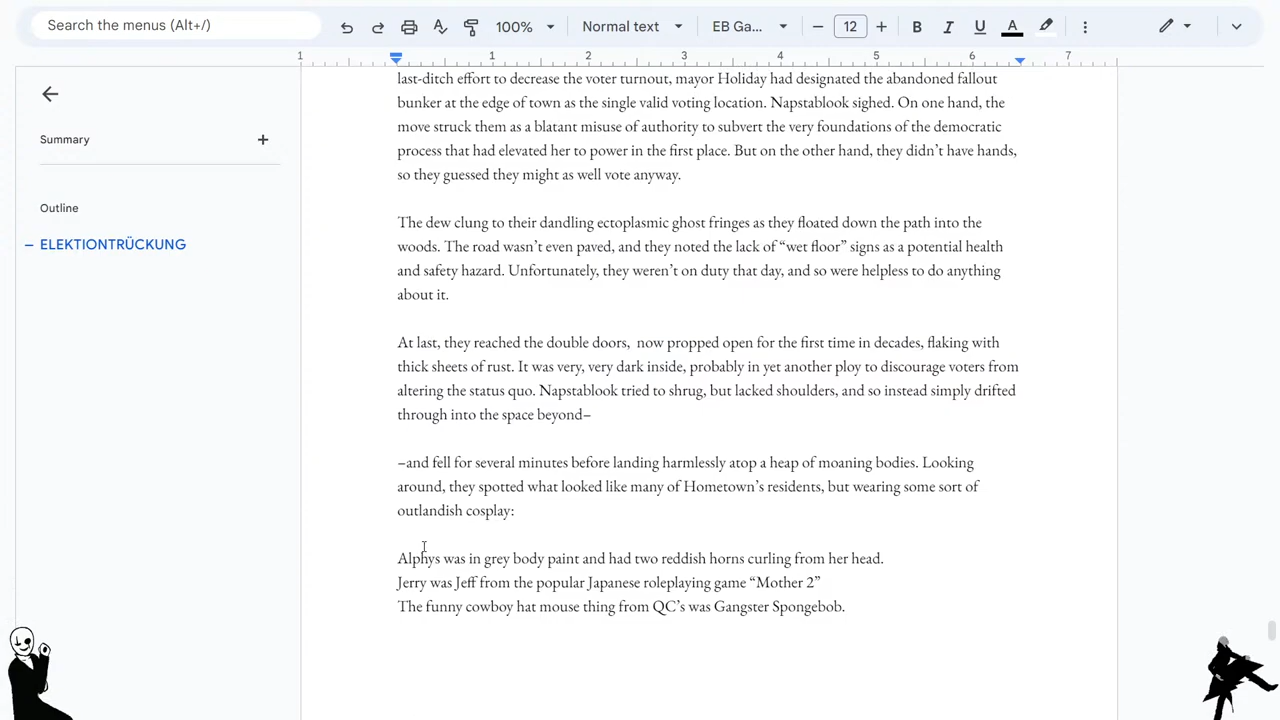 Search the menus (Alt+/)
100%
Normal text
EB Ga...
12
B
I
U
A
1
1
2
3
4
5
6
7
Summary
Outline
ELEKTIONTRÜCKUNG
last-ditch effort to decrease the voter turnout, mayor Holiday had designated the abandoned fallout
bunker at the edge of town as the single valid voting location. Napstablook sighed. On one hand, the
move struck them as a blatant misuse of authority to subvert the very foundations of the democratic
process that had elevated her to power in the first place. But on the other hand, they didn’t have hands,
so they guessed they might as well vote anyway.
The dew clung to their dandling ectoplasmic ghost fringes as they floated down the path into the
woods. The road wasn’t even paved, and they noted the lack of “wet floor” signs as a potential health
and safety hazard. Unfortunately, they weren’t on duty that day, and so were helpless to do anything
about it.
At last, they reached the double doors,  now propped open for the first time in decades, flaking with
thick sheets of rust. It was very, very dark inside, probably in yet another ploy to discourage voters from
altering the status quo. Napstablook tried to shrug, but lacked shoulders, and so instead simply drifted
through into the space beyond–
–and fell for several minutes before landing harmlessly atop a heap of moaning bodies. Looking
around, they spotted what looked like many of Hometown’s residents, but wearing some sort of
outlandish cosplay:
Alphys was in grey body paint and had two reddish horns curling from her head.
Jerry was Jeff from the popular Japanese roleplaying game “Mother 2”
The funny cowboy hat mouse thing from QC’s was Gangster Spongebob.